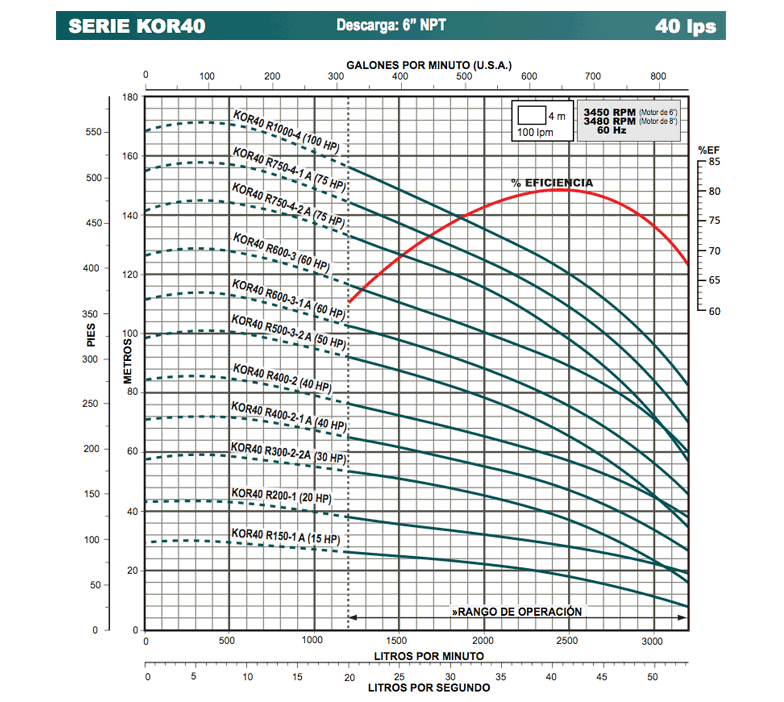 SERIE KOR40
Descarga: 6” NPT
40 lps
GALONES POR MINUTO (U.S.A.)
0 100 200 300 400 500 600 700 800
4 m
100 lpm
3450 RPM (Motor de 6")
3480 RPM (Motor de 8")
60 Hz
PIES
550
500
450
400
350
300
250
200
150
100
50
0
METROS
180
160
140
120
100
80
60
40
20
0
%EF
85
80
75
70
65
60
% EFICIENCIA
KOR40 R1000-4 (100 HP)
KOR40 R750-4-1 A (75 HP)
KOR40 R750-4-2 A (75 HP)
KOR40 R600-3 (60 HP)
KOR40 R600-3-1 A (60 HP)
KOR40 R500-3-2 A (50 HP)
KOR40 R400-2 (40 HP)
KOR40 R400-2-1 A (40 HP)
KOR40 R300-2-2A (30 HP)
KOR40 R200-1 (20 HP)
KOR40 R150-1 A (15 HP)
»RANGO DE OPERACIÓN
0 500 1000 1500 2000 2500 3000
LITROS POR MINUTO
0 5 10 15 20 25 30 35 40 45 50
LITROS POR SEGUNDO